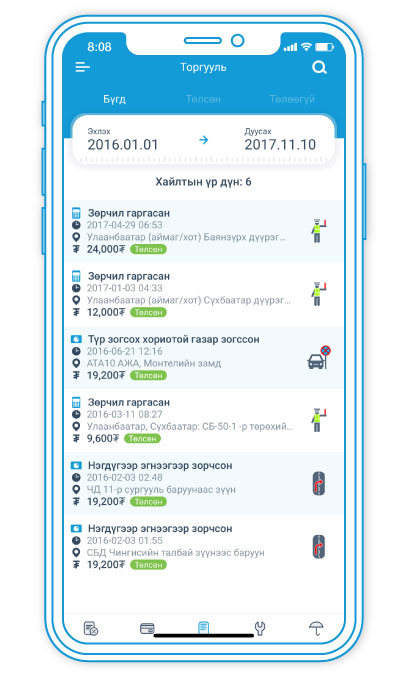 8:08
Торгууль
Бүгд Төлсөн Төлөөгүй
Эхлэх Дуусах
2016.01.01 2017.11.10
Хайлтын үр дүн: 6
Зөрчил гаргасан
2017-04-29 06:53
Улаанбаатар (аймаг/хот) Баянзүрх дүүрэг...
₮ 24,000₮ Төлсөн
Зөрчил гаргасан
2017-01-03 04:33
Улаанбаатар (аймаг/хот) Сүхбаатар дүүрэг...
₮ 12,000₮ Төлсөн
Түр зогсох хориотой газар зогссон
2016-06-21 12:16
АТА10 АЖА, Монтелийн замд
₮ 19,200₮ Төлсөн
Зөрчил гаргасан
2016-03-11 08:27
Улаанбаатар, Сүхбаатар: СБ-50-1 -р төрөхий...
₮ 9,600₮ Төлсөн
Нэгдүгээр эгнээгээр зорчсон
2016-02-03 02:48
ЧД 11-р сургууль баруунаас зүүн
₮ 19,200₮ Төлсөн
Нэгдүгээр эгнээгээр зорчсон
2016-02-03 01:55
СБД Чингисийн талбай зүүнээс баруун
₮ 19,200₮ Төлсөн